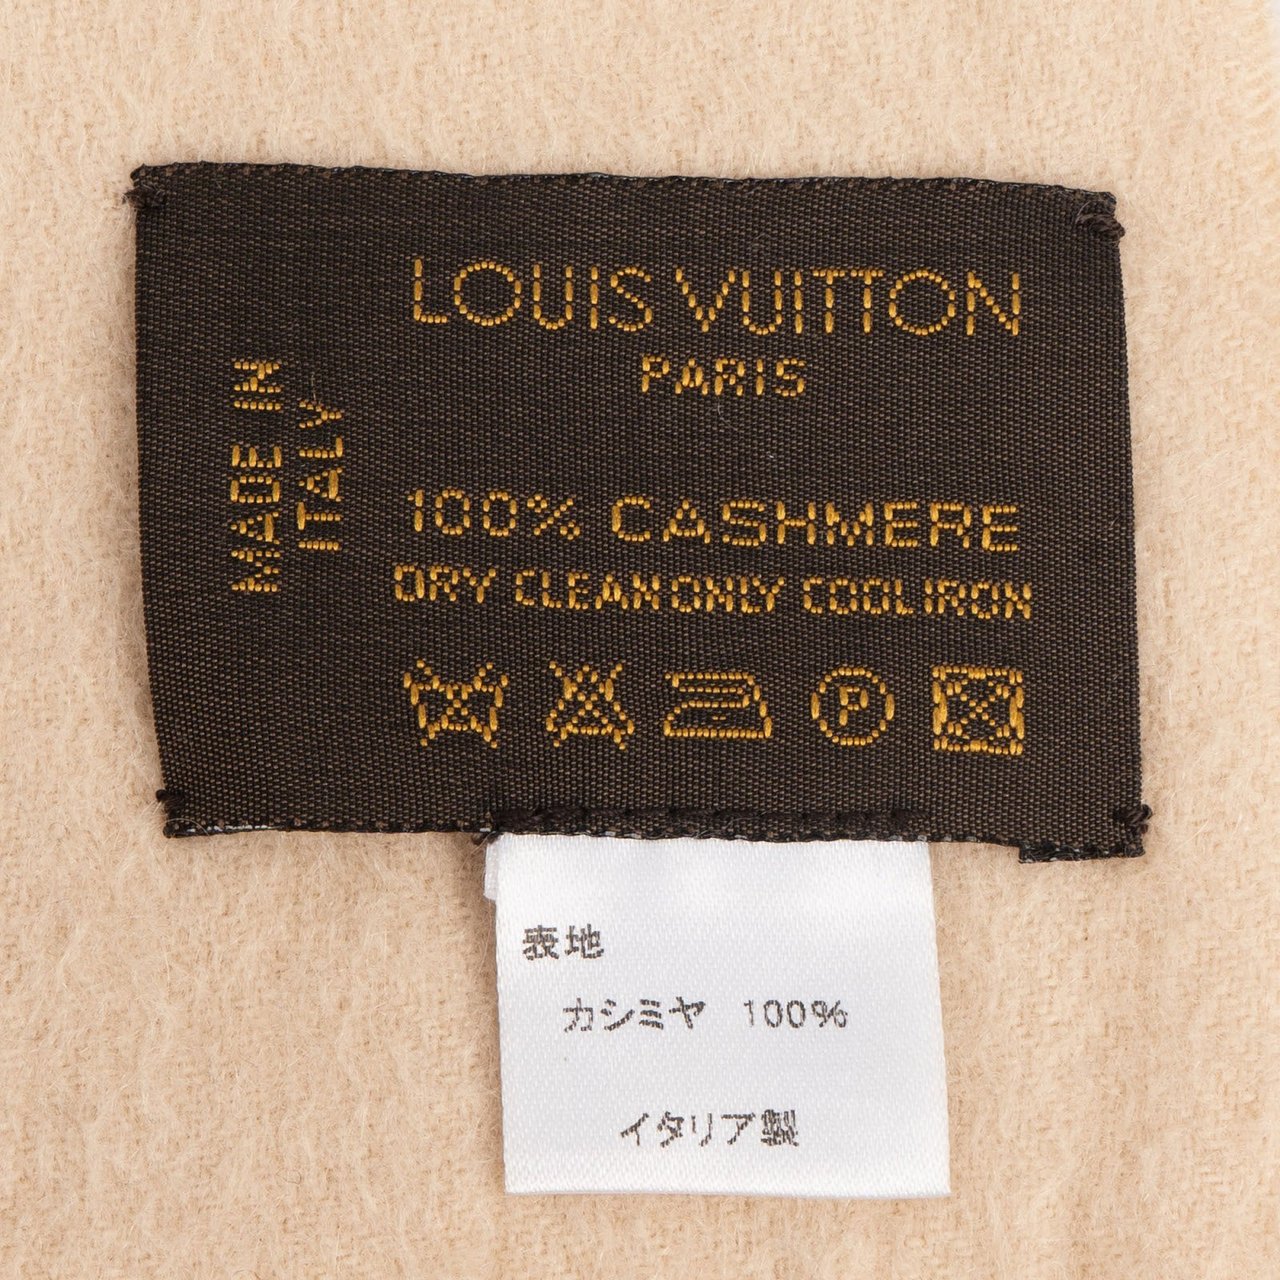 LOUIS VUITTON
PARIS
MADE IN
ITALY
100% CASHMERE
DRY CLEAN ONLY COOL IRON
P
表地
カシミヤ 100%
イタリア製